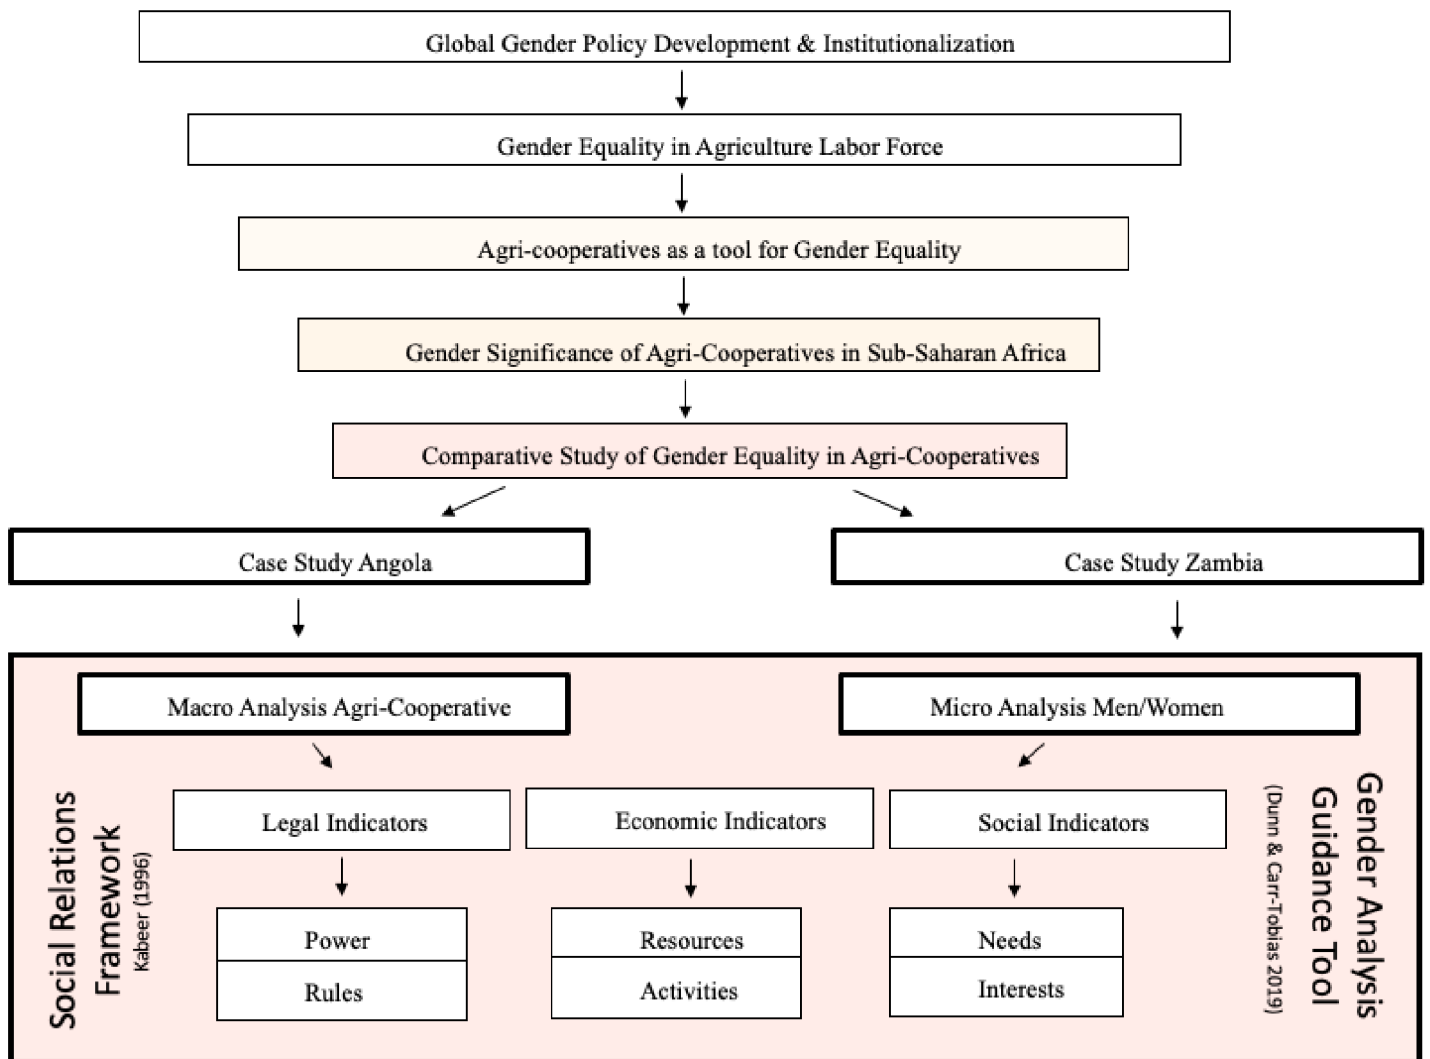 Global Gender Policy Development & Institutionalization
Gender Equality in Agriculture Labor Force
Agri-cooperatives as a tool for Gender Equality
Gender Significance of Agri-Cooperatives in Sub-Saharan Africa
Comparative Study of Gender Equality in Agri-Cooperatives
Case Study Angola
Case Study Zambia
Macro Analysis Agri-Cooperative
Micro Analysis Men/Women
Social Relations
Framework
Kabeer (1996)
Legal Indicators
Economic Indicators
Social Indicators
Power
Rules
Resources
Activities
Needs
Interests
Gender Analysis
Guidance Tool
(Dunn & Carr-Tobias 2019)